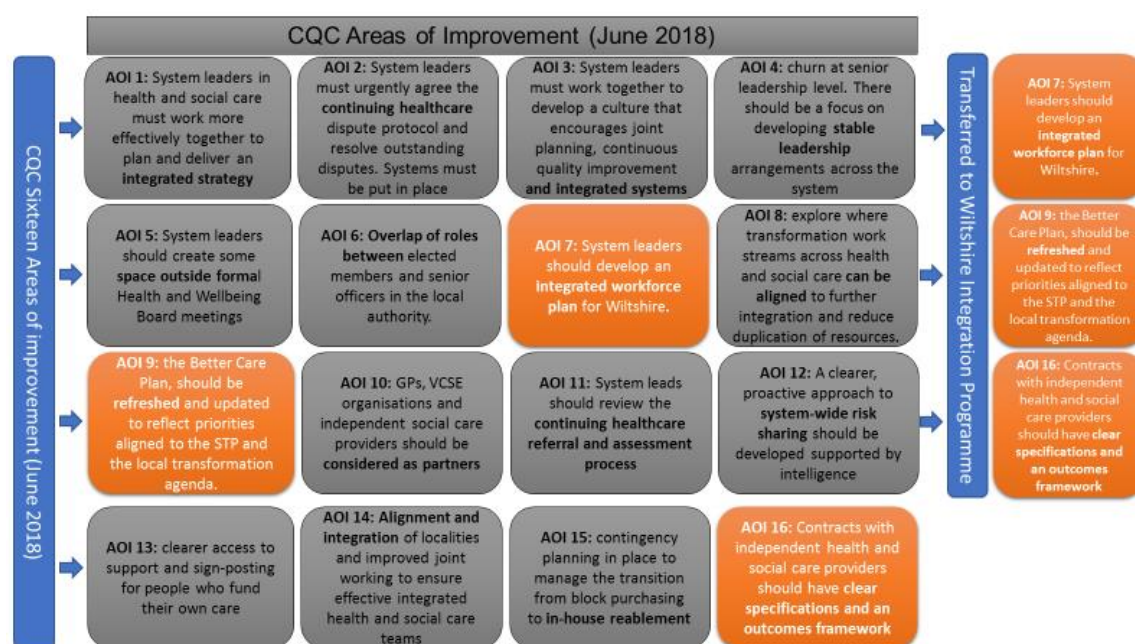 CQC Areas of Improvement (June 2018)
CQC Sixteen Areas of improvement (June 2018)
AOI 1: System leaders in
health and social care
must work more
effectively together to
plan and deliver an
integrated strategy
AOI 2: System leaders
must urgently agree the
continuing healthcare
dispute protocol and
resolve outstanding
disputes. Systems must
be put in place
AOI 3: System leaders
must work together to
develop a culture that
encourages joint
planning, continuous
quality improvement
and integrated systems
AOI 4: churn at senior
leadership level. There
should be a focus on
developing stable
leadership
arrangements across the
system
AOI 5: System leaders
should create some
space outside formal
Health and Wellbeing
Board meetings
AOI 6: Overlap of roles
between elected
members and senior
officers in the local
authority.
AOI 7: System leaders
should develop an
integrated workforce
plan for Wiltshire.
AOI 8: explore where
transformation work
streams across health
and social care can be
aligned to further
integration and reduce
duplication of resources.
AOI 9: the Better Care
Plan, should be
refreshed and updated
to reflect priorities
aligned to the STP and
the local transformation
agenda.
AOI 10: GPs, VCSE
organisations and
independent social care
providers should be
considered as partners
AOI 11: System leads
should review the
continuing healthcare
referral and assessment
process
AOI 12: A clearer,
proactive approach to
system-wide risk
sharing should be
developed supported by
intelligence
AOI 13: clearer access to
support and sign-posting
for people who fund
their own care
AOI 14: Alignment and
integration of localities
and improved joint
working to ensure
effective integrated
health and social care
teams
AOI 15: contingency
planning in place to
manage the transition
from block purchasing
to in-house reablement
AOI 16: Contracts with
independent health and
social care providers
should have clear
specifications and an
outcomes framework
Transferred to Wiltshire Integration Programme
AOI 7: System
leaders should
develop an
integrated
workforce plan for
Wiltshire.
AOI 9: the Better
Care Plan, should be
refreshed and
updated to reflect
priorities aligned to
the STP and the
local transformation
agenda.
AOI 16: Contracts
with independent
health and social
care providers
should have clear
specifications and
an outcomes
framework